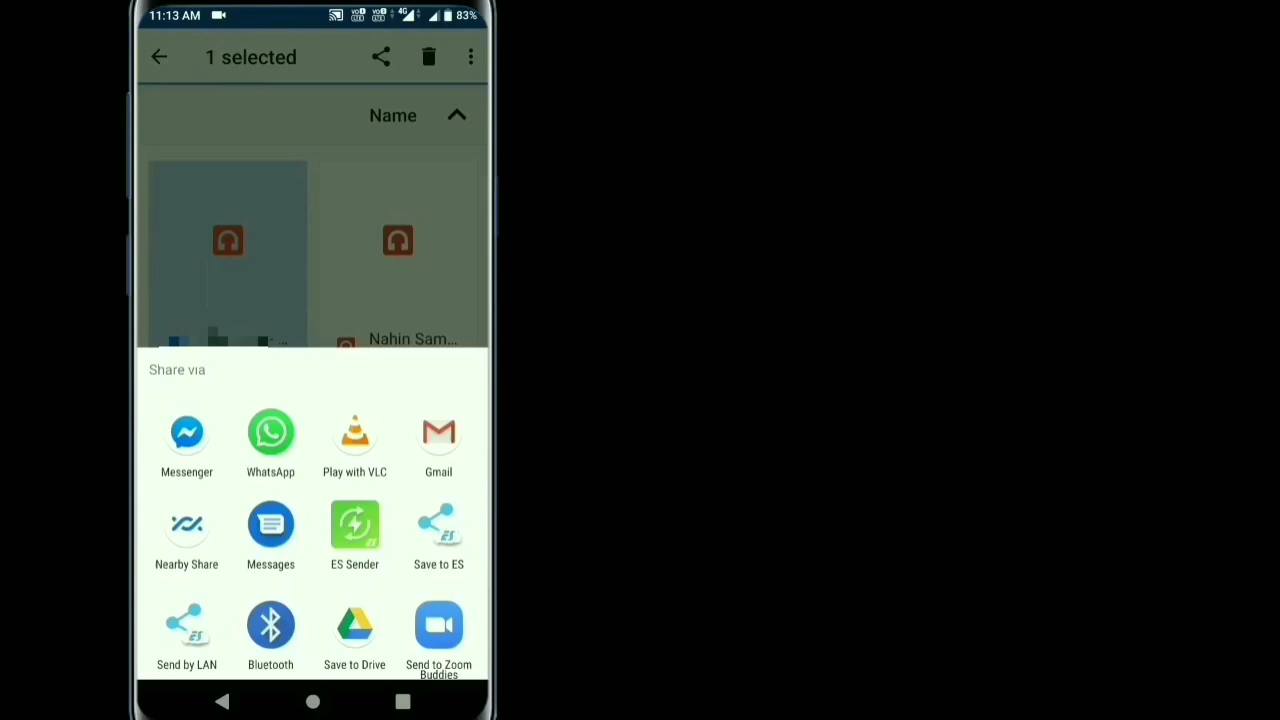 11:13 AM
4G
83%
1 selected
Name
Nahin Sam...
Share via
Messenger
WhatsApp
Play with VLC
Gmail
Nearby Share
Messages
ES Sender
Save to ES
Send by LAN
Bluetooth
Save to Drive
Send to Zoom
Buddies